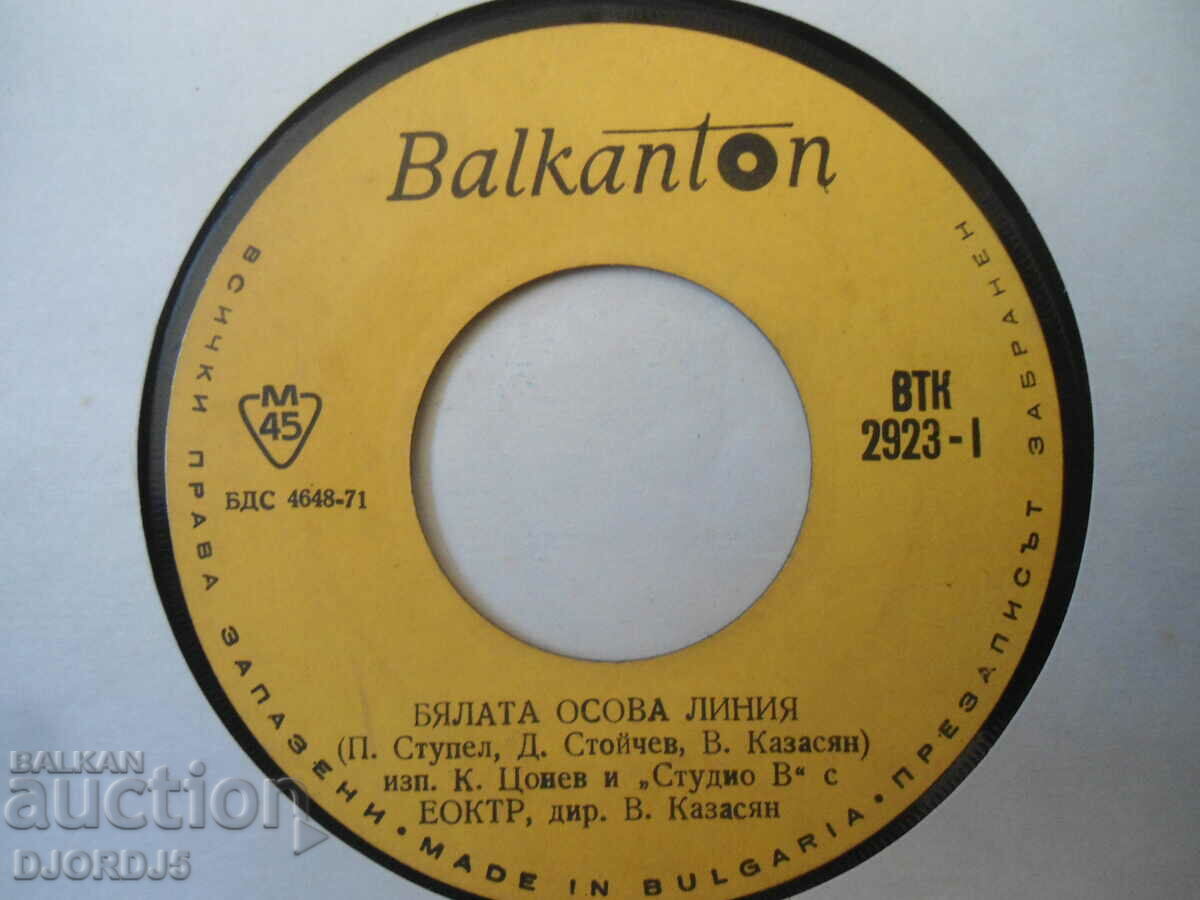 Balkanton
М
45
БДС 4648-71
ВТК
2923-I
БЯЛАТА ОСОВА ЛИНИЯ
(П. Ступел, Д. Стойчев, В. Казасян)
изп. К. Цонев и „Студио В“ с
ЕОКТР, дир. В. Казасян
ВСИЧКИ ПРАВА ЗАПАЗЕНИ • MADE IN BULGARIA • ПРЕЗАПИСЪТ ЗАБРАНЕН
BALKAN
auction
DJORDJ5